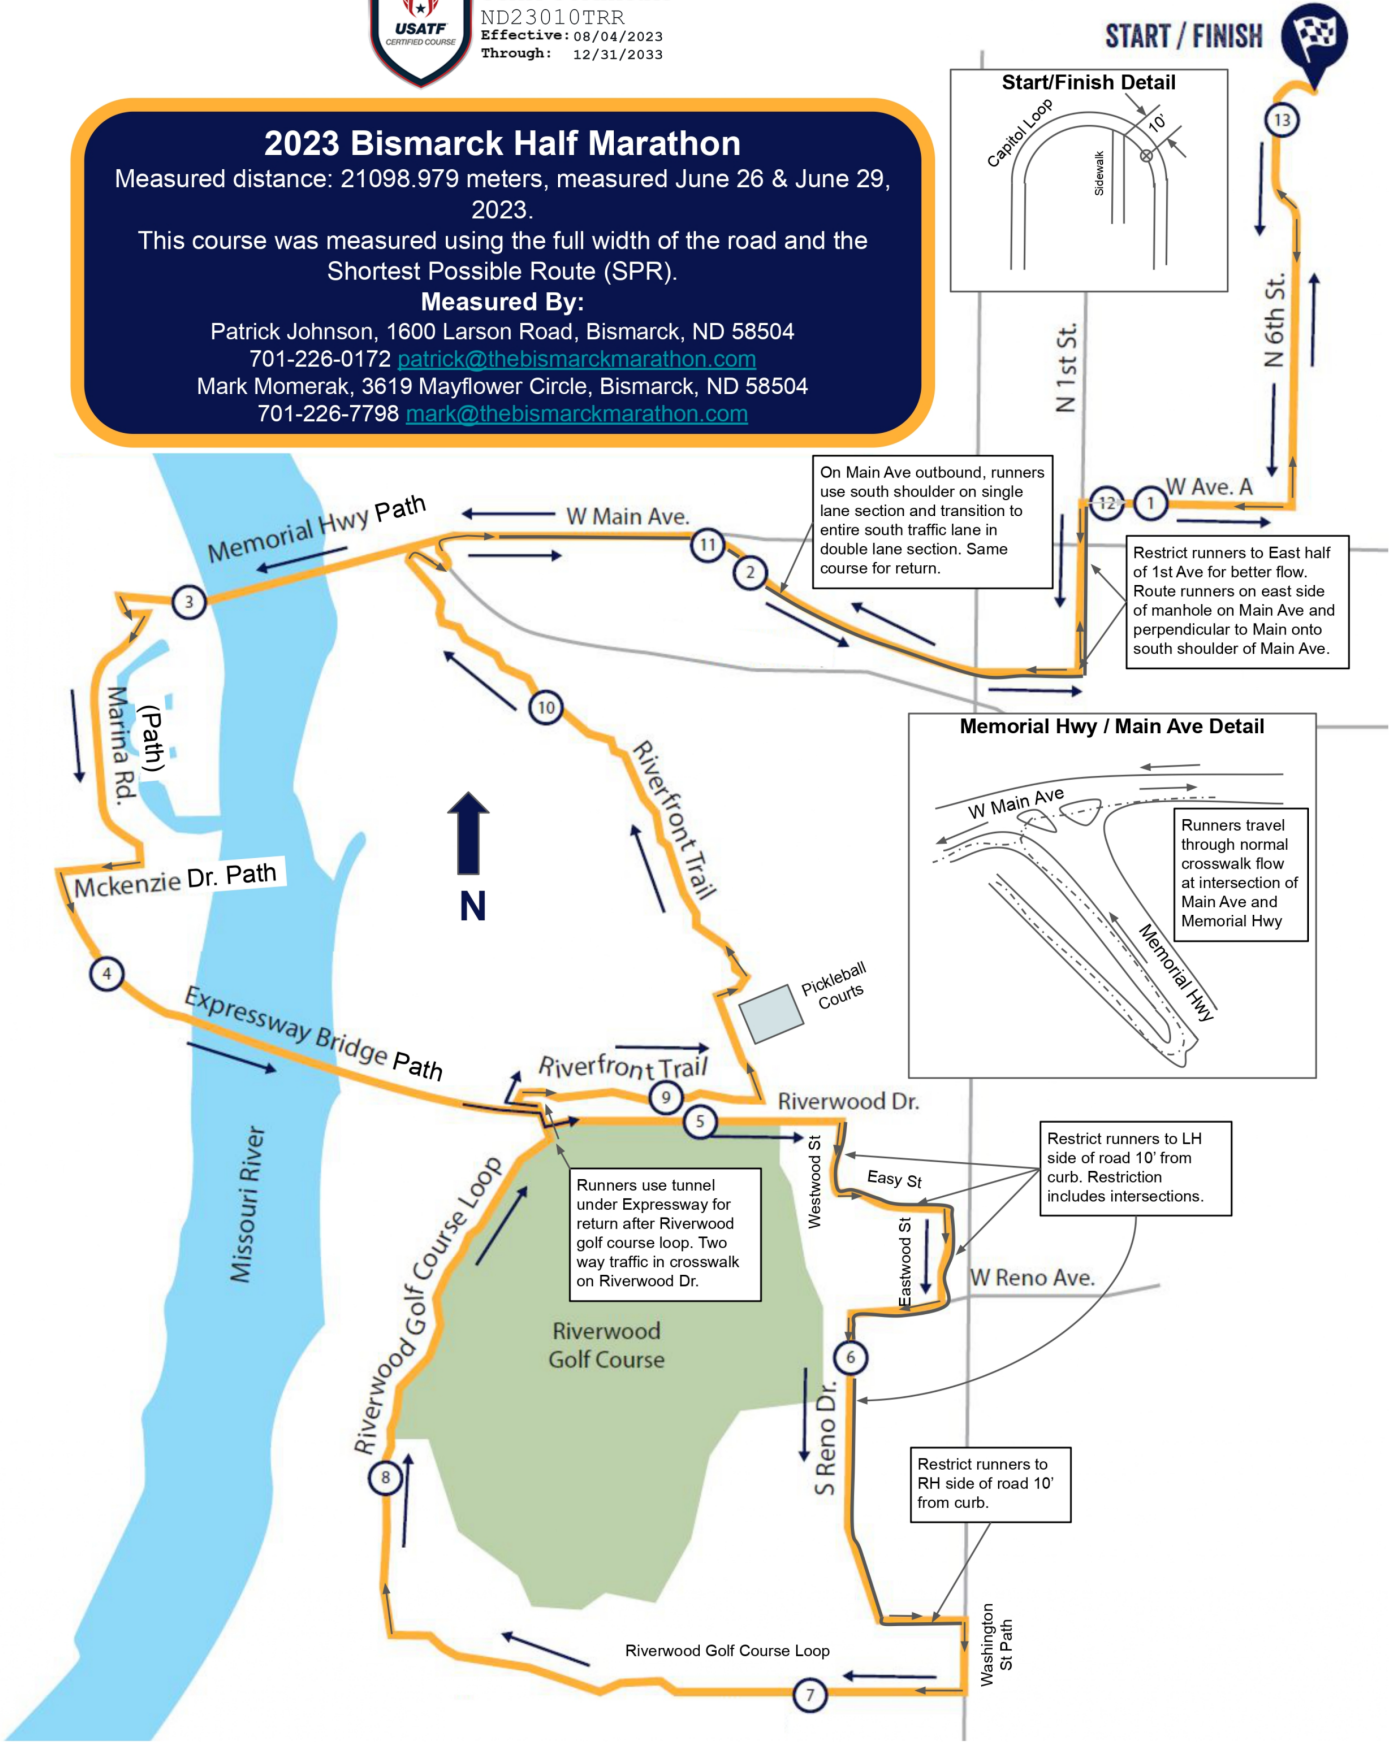 USATF
CERTIFIED COURSE
ND23010TRR
Effective: 08/04/2023
Through: 12/31/2033
START / FINISH
Start/Finish Detail
Capitol Loop
10'
Sidewalk
13
2023 Bismarck Half Marathon
Measured distance: 21098.979 meters, measured June 26 & June 29,
2023.
This course was measured using the full width of the road and the
Shortest Possible Route (SPR).
Measured By:
Patrick Johnson, 1600 Larson Road, Bismarck, ND 58504
701-226-0172 patrick@thebismarckmarathon.com
Mark Momerak, 3619 Mayflower Circle, Bismarck, ND 58504
701-226-7798 mark@thebismarckmarathon.com
N 1st St.
N 6th St.
On Main Ave outbound, runners
use south shoulder on single
lane section and transition to
entire south traffic lane in
double lane section. Same
course for return.
12
1
W Ave. A
Memorial Hwy Path
W Main Ave.
11
2
3
Restrict runners to East half
of 1st Ave for better flow.
Route runners on east side
of manhole on Main Ave and
perpendicular to Main onto
south shoulder of Main Ave.
Marina Rd.
(Path)
10
Riverfront Trail
Memorial Hwy / Main Ave Detail
W Main Ave
Runners travel
through normal
crosswalk flow
at intersection of
Main Ave and
Memorial Hwy
Memorial Hwy
N
Mckenzie Dr. Path
4
Expressway Bridge Path
Pickleball
Courts
Riverfront Trail
9
5
Riverwood Dr.
Westwood St
Easy St
Eastwood St
Restrict runners to LH
side of road 10' from
curb. Restriction
includes intersections.
Missouri River
Riverwood Golf Course Loop
Runners use tunnel
under Expressway for
return after Riverwood
golf course loop. Two
way traffic in crosswalk
on Riverwood Dr.
W Reno Ave.
Riverwood
Golf Course
6
S Reno Dr.
8
Restrict runners to
RH side of road 10'
from curb.
Washington
St Path
Riverwood Golf Course Loop
7